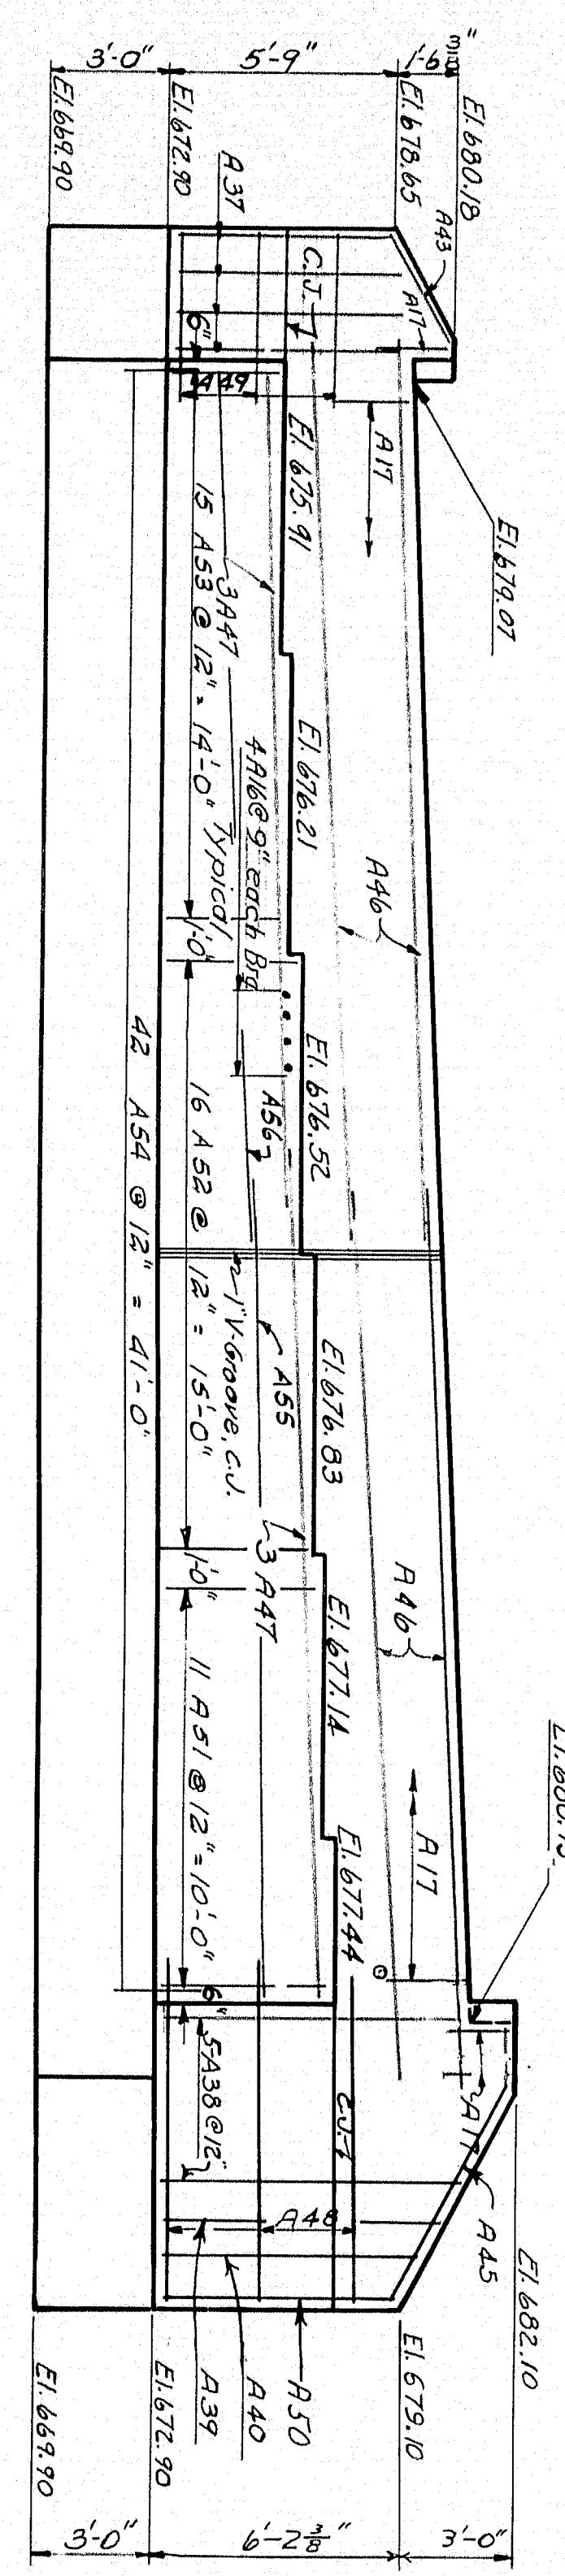 3'-0"
5'-9"
1'-6 3/8"
El. 669.90
El. 672.90
El. 678.65
El. 680.18
A 37
A43
A17
C.J.
6"
A 49
A17
El. 679.07
El. 675.91
15 A53 @ 12" = 14'-0"
3A47
Typical
4A16@9" each Brg
El. 676.21
A46
1'-0"
El. 676.52
A56
42 A54 @ 12" = 41'-0"
16 A52 @ 12" = 15'-0"
1" V-Groove, C.J.
A55
El. 676.83
3 A47
1'-0"
El. 677.14
A46
11 A51 @ 12" = 10'-0"
A17
El. 677.44
6"
5A38@12"
C.J.
A17
A45
A48
El. 682.10
A50
A40
A39
El. 679.10
El. 672.90
El. 669.90
3'-0"
6'-2 3/8"
3'-0"